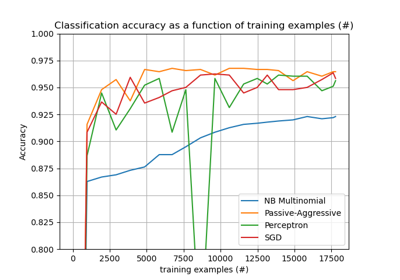 Classification accuracy as a function of training examples (#)
1.000
0.975
0.950
0.925
0.900
0.875
0.850
0.825
0.800
Accuracy
NB Multinomial
Passive-Aggressive
Perceptron
SGD
0 2500 5000 7500 10000 12500 15000 17500
training examples (#)